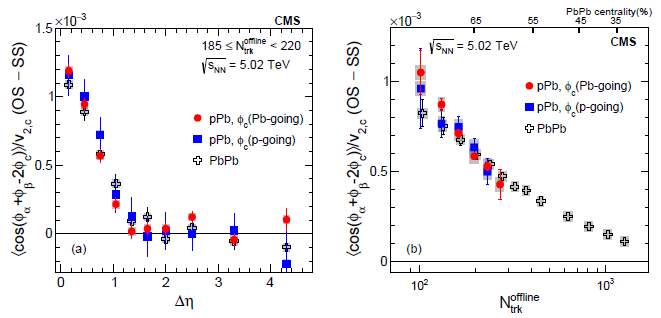 ×10⁻³
CMS
185 ≤ N_trk^offline < 220
√s_NN = 5.02 TeV
pPb, ϕ_c(Pb-going)
pPb, ϕ_c(p-going)
PbPb
⟨cos(ϕ_α+ϕ_β-2ϕ_c)⟩/v_2,c (OS − SS)
1.5
1
0.5
0
(a)
0 1 2 3 4
Δη
PbPb centrality(%)
65 55 45 35
×10⁻³
CMS
√s_NN = 5.02 TeV
pPb, ϕ_c(Pb-going)
pPb, ϕ_c(p-going)
PbPb
⟨cos(ϕ_α+ϕ_β-2ϕ_c)⟩/v_2,c (OS − SS)
1
0.5
0
(b)
10² 10³
N_trk^offline